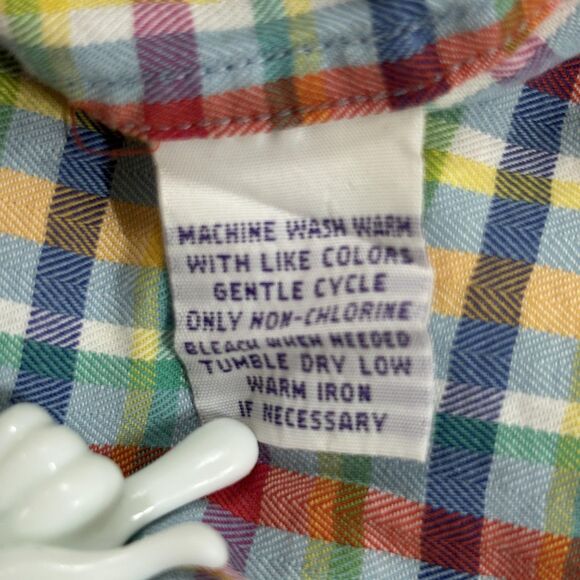 MACHINE WASH WARM
WITH LIKE COLORS
GENTLE CYCLE
ONLY NON-CHLORINE
BLEACH WHEN NEEDED
TUMBLE DRY LOW
WARM IRON
IF NECESSARY